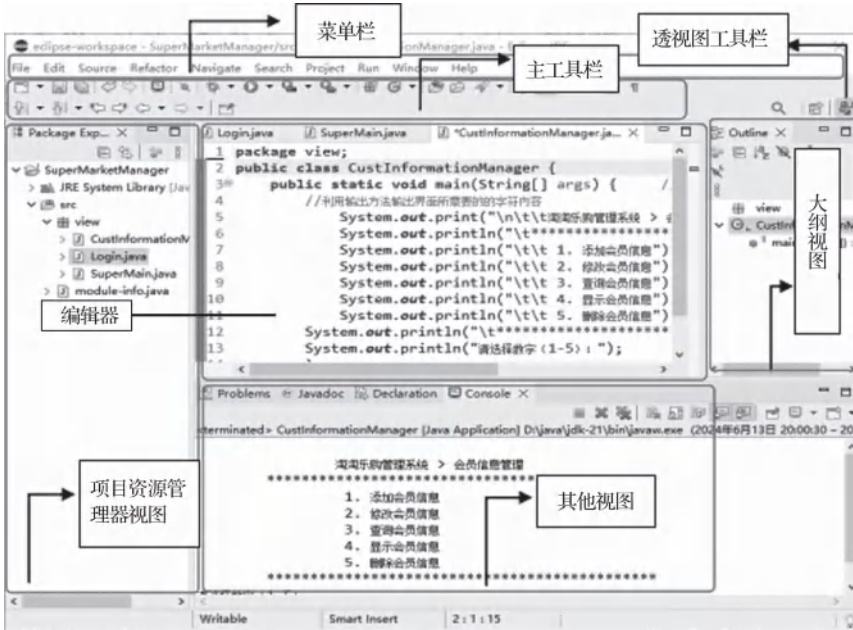 菜单栏
透视图工具栏
eclipse-workspace - SuperMarketManager/src
onManager.java -
File Edit Source Refactor Navigate Search Project Run Window Help
主工具栏
Package Exp...
SuperMarketManager
JRE System Library [Jav
src
view
CustInformationM
Login.java
SuperMain.java
module-info.java
编辑器
Login.java
SuperMain.java
*CustInformationManager.ja...
1 package view;
2 public class CustInformationManager {
3 public static void main(String[] args) { /
4 //利用输出方法输出界面所需要的的字符内容
5 System.out.print("\n\t\t淘淘乐购管理系统 >
6 System.out.println("\t********************
7 System.out.println("\t\t 1. 添加会员信息")
8 System.out.println("\t\t 2. 修改会员信息")
9 System.out.println("\t\t 3. 查询会员信息")
10 System.out.println("\t\t 4. 显示会员信息")
11 System.out.println("\t\t 5. 删除会员信息")
12 System.out.println("\t********************
13 System.out.println("请选择数字(1-5): ");
Outline
view
CustIn
main
大纲视图
Problems Javadoc Declaration Console
<terminated> CustInformationManager [Java Application] D:\java\jdk-21\bin\javaw.exe (2024年6月13日 20:00:30 – 20
淘淘乐购管理系统 > 会员信息管理
******************************************
1. 添加会员信息
2. 修改会员信息
3. 查询会员信息
4. 显示会员信息
5. 删除会员信息
******************************************
项目资源管
理器视图
其他视图
Writable
Smart Insert
2 : 1 : 15